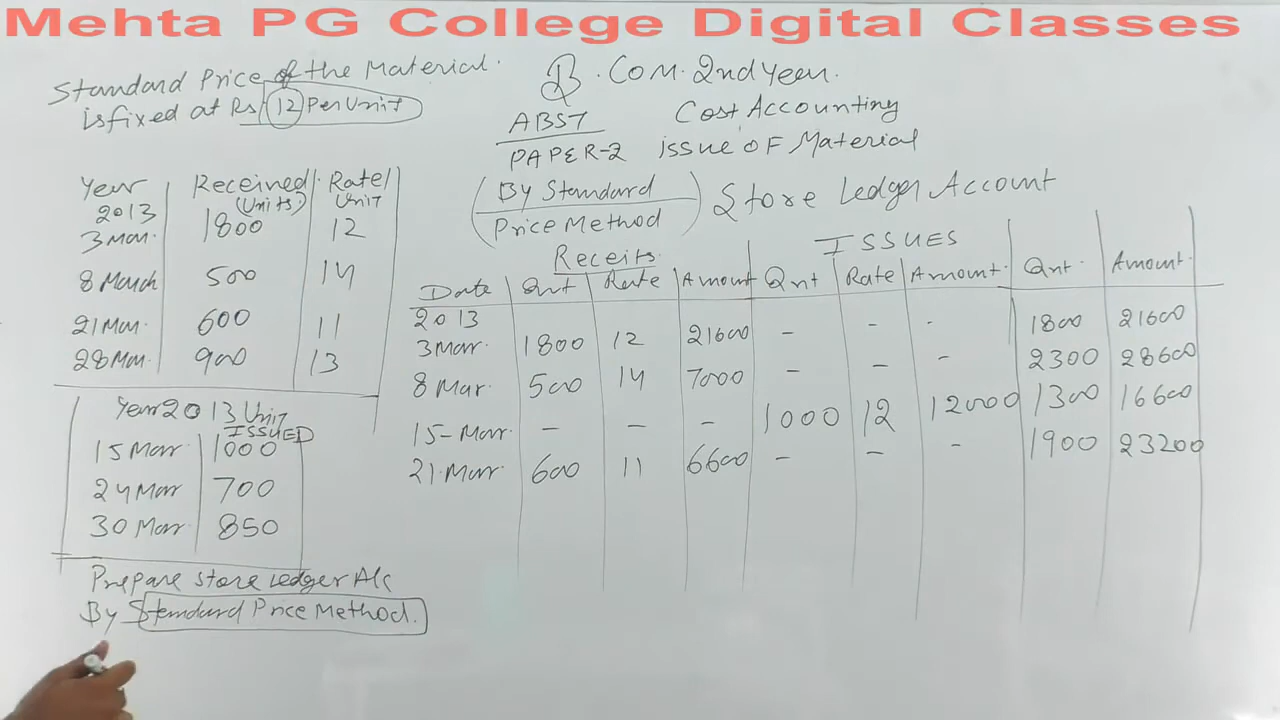 Mehta PG College Digital Classes
Standard Price of the Material.
is fixed at Rs 12 Per Unit
B. Com. 2nd Year.
ABST
PAPER-2
Cost Accounting
issue of Material
(By Standard
Price Method)
Store Ledger Account
Year Received Rate/
2013 (Units) Unit
3 Mar. 1800 12
8 March 500 14
21 Mar. 600 11
28 Mar. 900 13
Year 2013 Unit
ISSUED
15 Mar 1000
24 Mar 700
30 Mar 850
Prepare Store Ledger A/c
By Standard Price Method.
Receits. ISSUES
Date Qnt Rate Amount Qnt Rate Amount. Qnt. Amount.
2013
3 Mar. 1800 12 21600 - - - 1800 21600
8 Mar. 500 14 7000 - - - 2300 28600
15-Mar. - - - 1000 12 12000 1300 16600
21.Mar. 600 11 6600 - - - 1900 23200